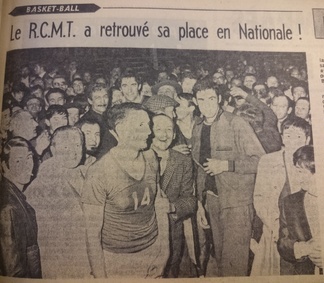 BASKET-BALL
Le R.C.M.T. a retrouvé sa place en Nationale !
14